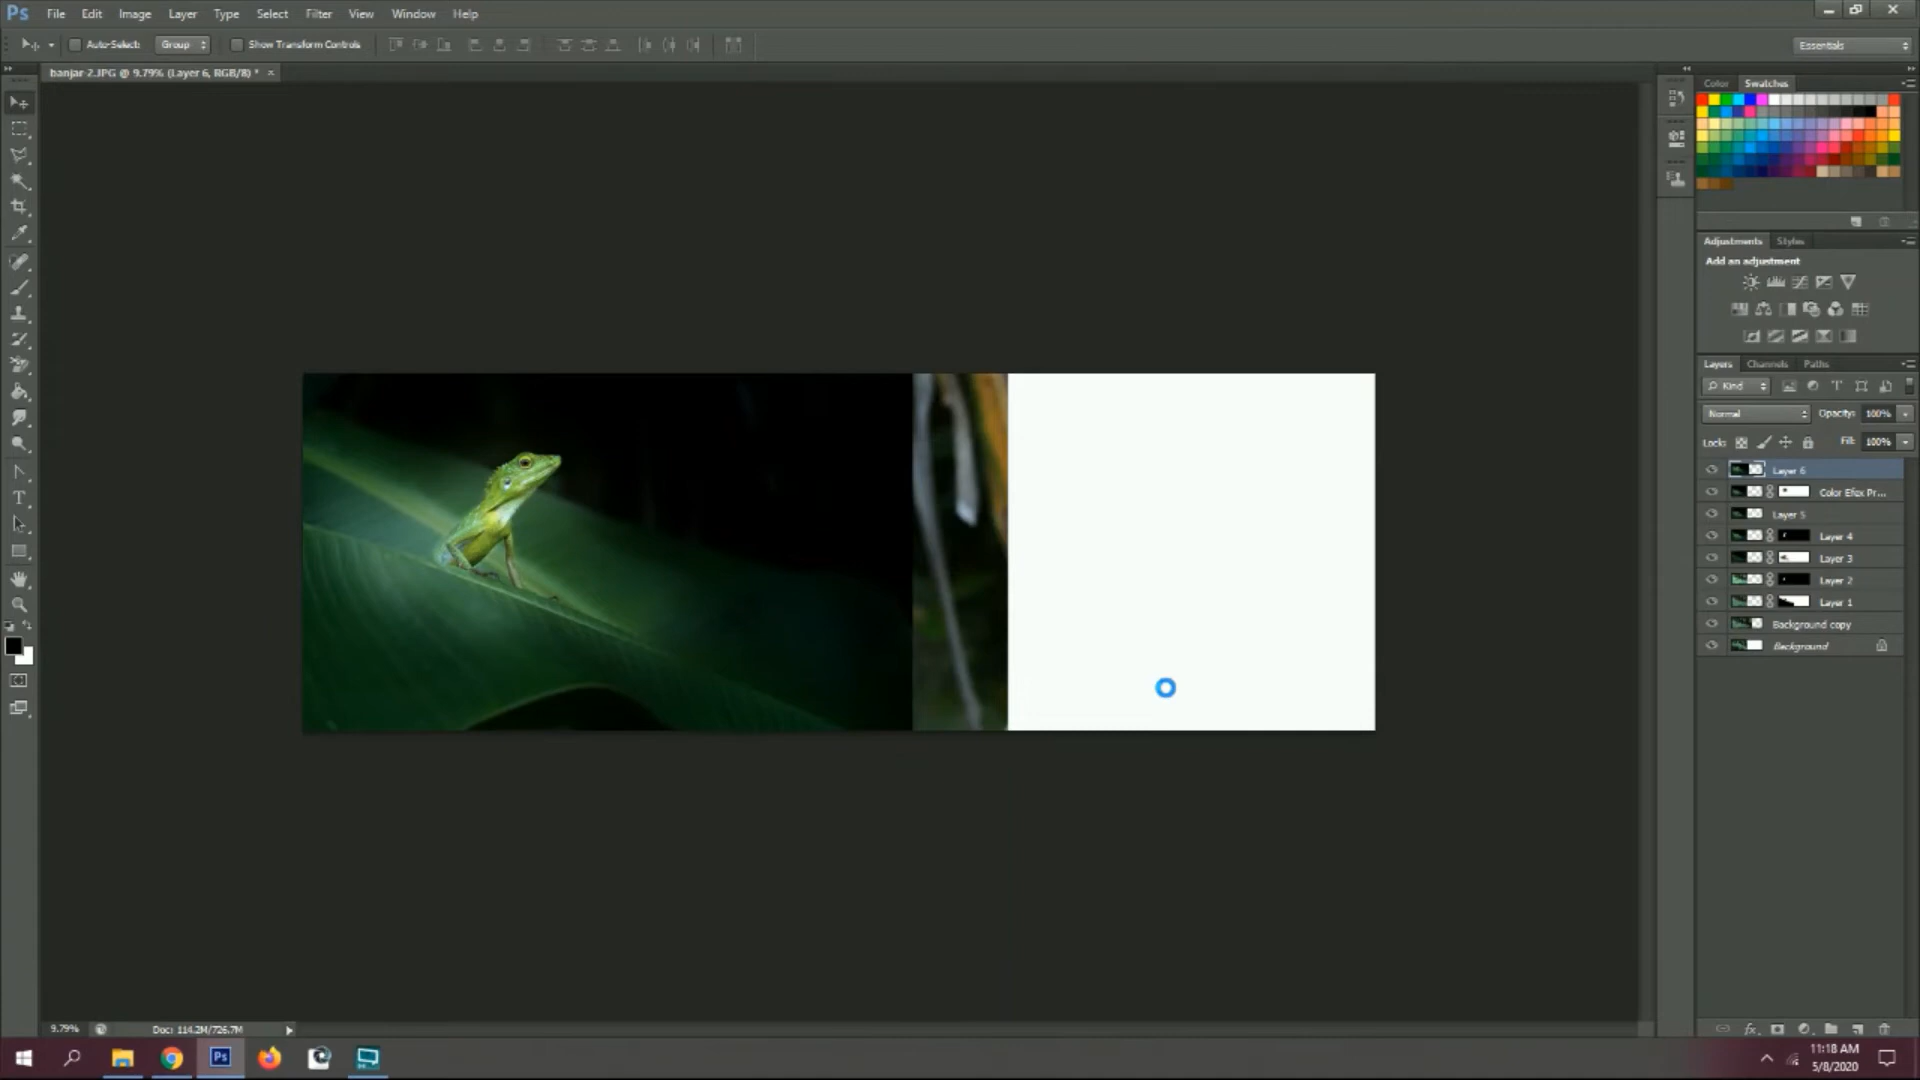 Ps File Edit Image Layer Type Select Filter View Window Help
Auto-Select: Group Show Transform Controls Essentials
banjar 2.JPG @ 9.79% (Layer 6, RGB/8) *
Color Swatches
Adjustments Styles
Add an adjustment
Layers Channels Paths
Kind
Normal Opacity: 100%
Lock: Fill: 100%
Layer 6
Color Efex Pr...
Layer 5
Layer 4
Layer 3
Layer 2
Layer 1
Background copy
Background
9.79% Doc: 114.2M/726.7M
Ps
11:18 AM
5/8/2020